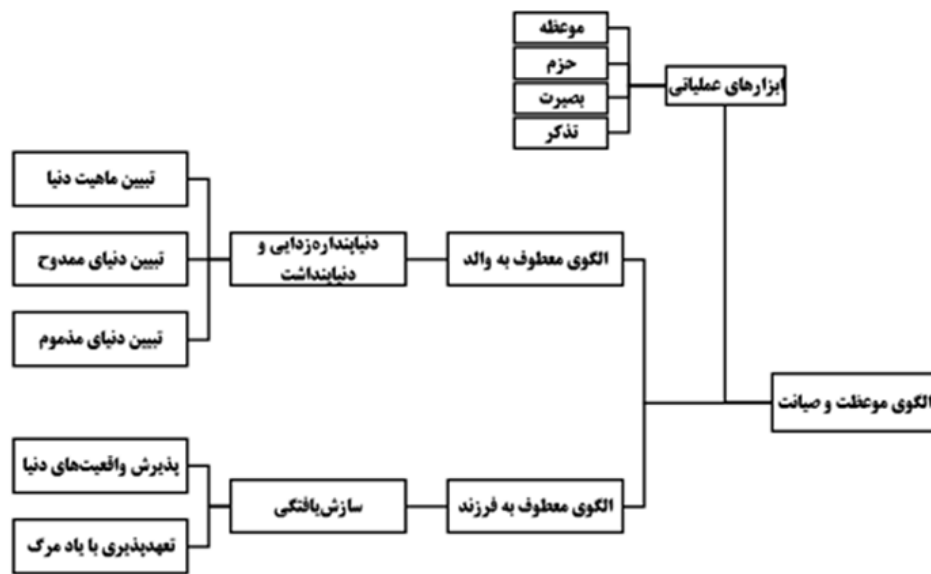 موعظه
حزم
بصیرت
تذکر
ابزارهای عملیاتی
تبیین ماهیت دنیا
تبیین دنیای ممدوح
تبیین دنیای مذموم
دنیاپنداره‌زدایی و
دنیاپنداشت
الگوی معطوف به والد
الگوی موعظت و صیانت
پذیرش واقعیت‌های دنیا
تعهدپذیری با یاد مرگ
سازش‌یافتگی
الگوی معطوف به فرزند